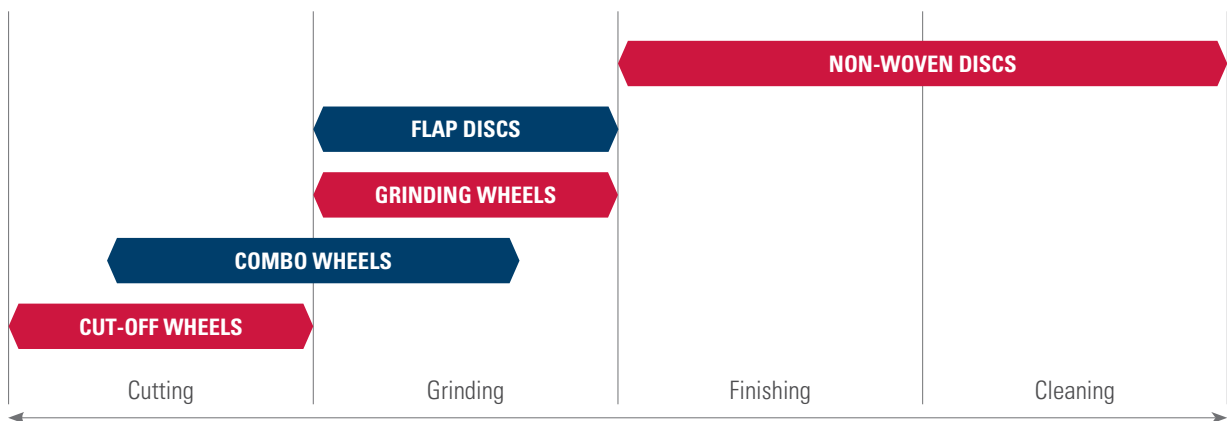 NON-WOVEN DISCS
FLAP DISCS
GRINDING WHEELS
COMBO WHEELS
CUT-OFF WHEELS
Cutting Grinding Finishing Cleaning